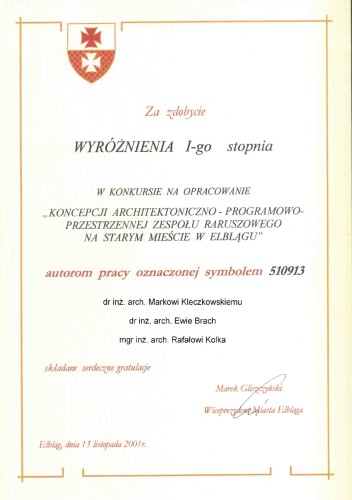 Za zdobycie
WYRÓŻNIENIA I-go stopnia
W KONKURSIE NA OPRACOWANIE
„KONCEPCJI ARCHITEKTONICZNO - PROGRAMOWO-
PRZESTRZENNEJ ZESPOŁU RARUSZOWEGO
NA STARYM MIEŚCIE W ELBLĄGU"
autorom pracy oznaczonej symbolem 510913
dr inż. arch. Markowi Kleczkowskiemu
dr inż. arch. Ewie Brach
mgr inż. arch. Rafałowi Kolka
składam serdeczne gratulacje
Marek Gliszczyński
Wiceprezydent Miasta Elbląga
Elbląg, dnia 13 listopada 2001r.